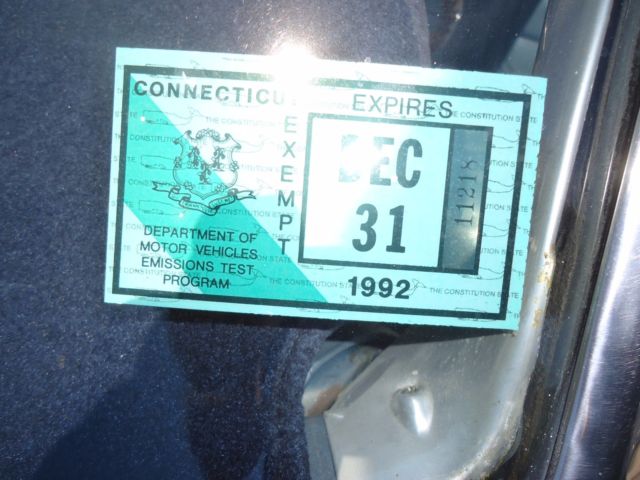 CONNECTICU
EXEMPT
DEPARTMENT OF
MOTOR VEHICLES
EMISSIONS TEST
PROGRAM
EXPIRES
DEC
31
11218
1992
THE CONSTITUTION STATE